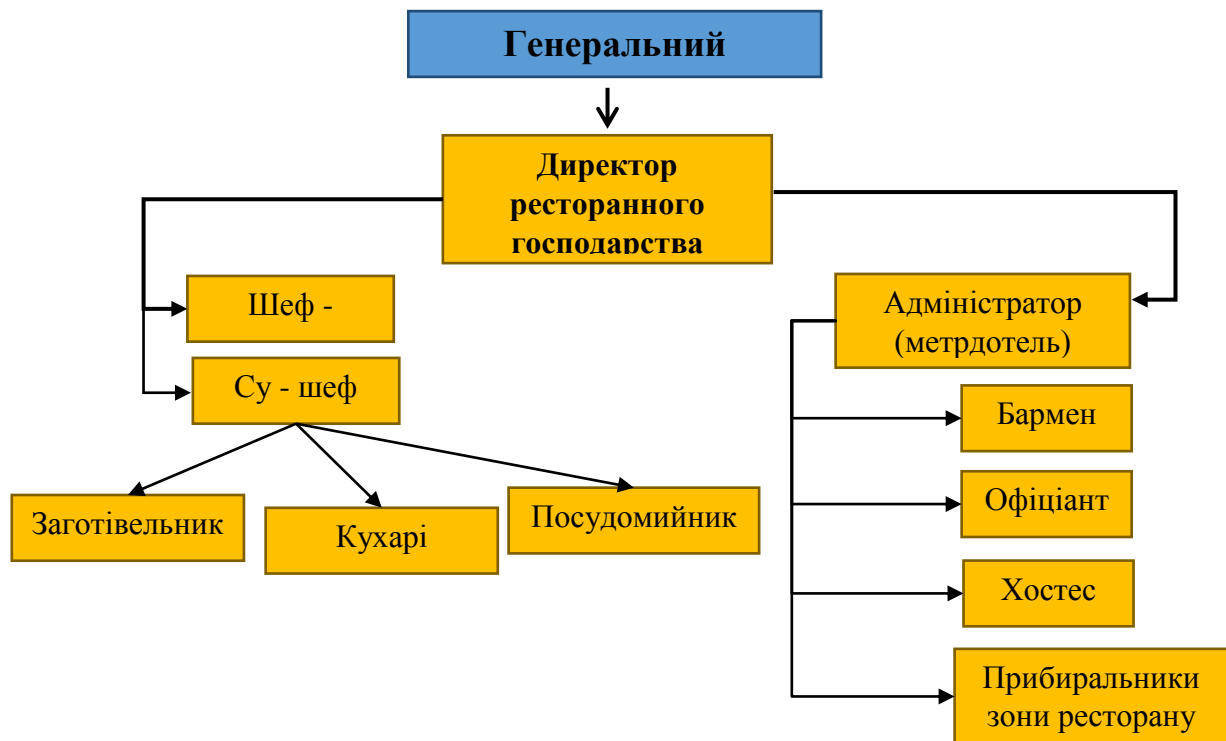 Генеральний
Директор
ресторанного
господарства
Шеф -
Су - шеф
Заготівельник
Кухарі
Посудомийник
Адміністратор
(метрдотель)
Бармен
Офіціант
Хостес
Прибиральники
зони ресторану